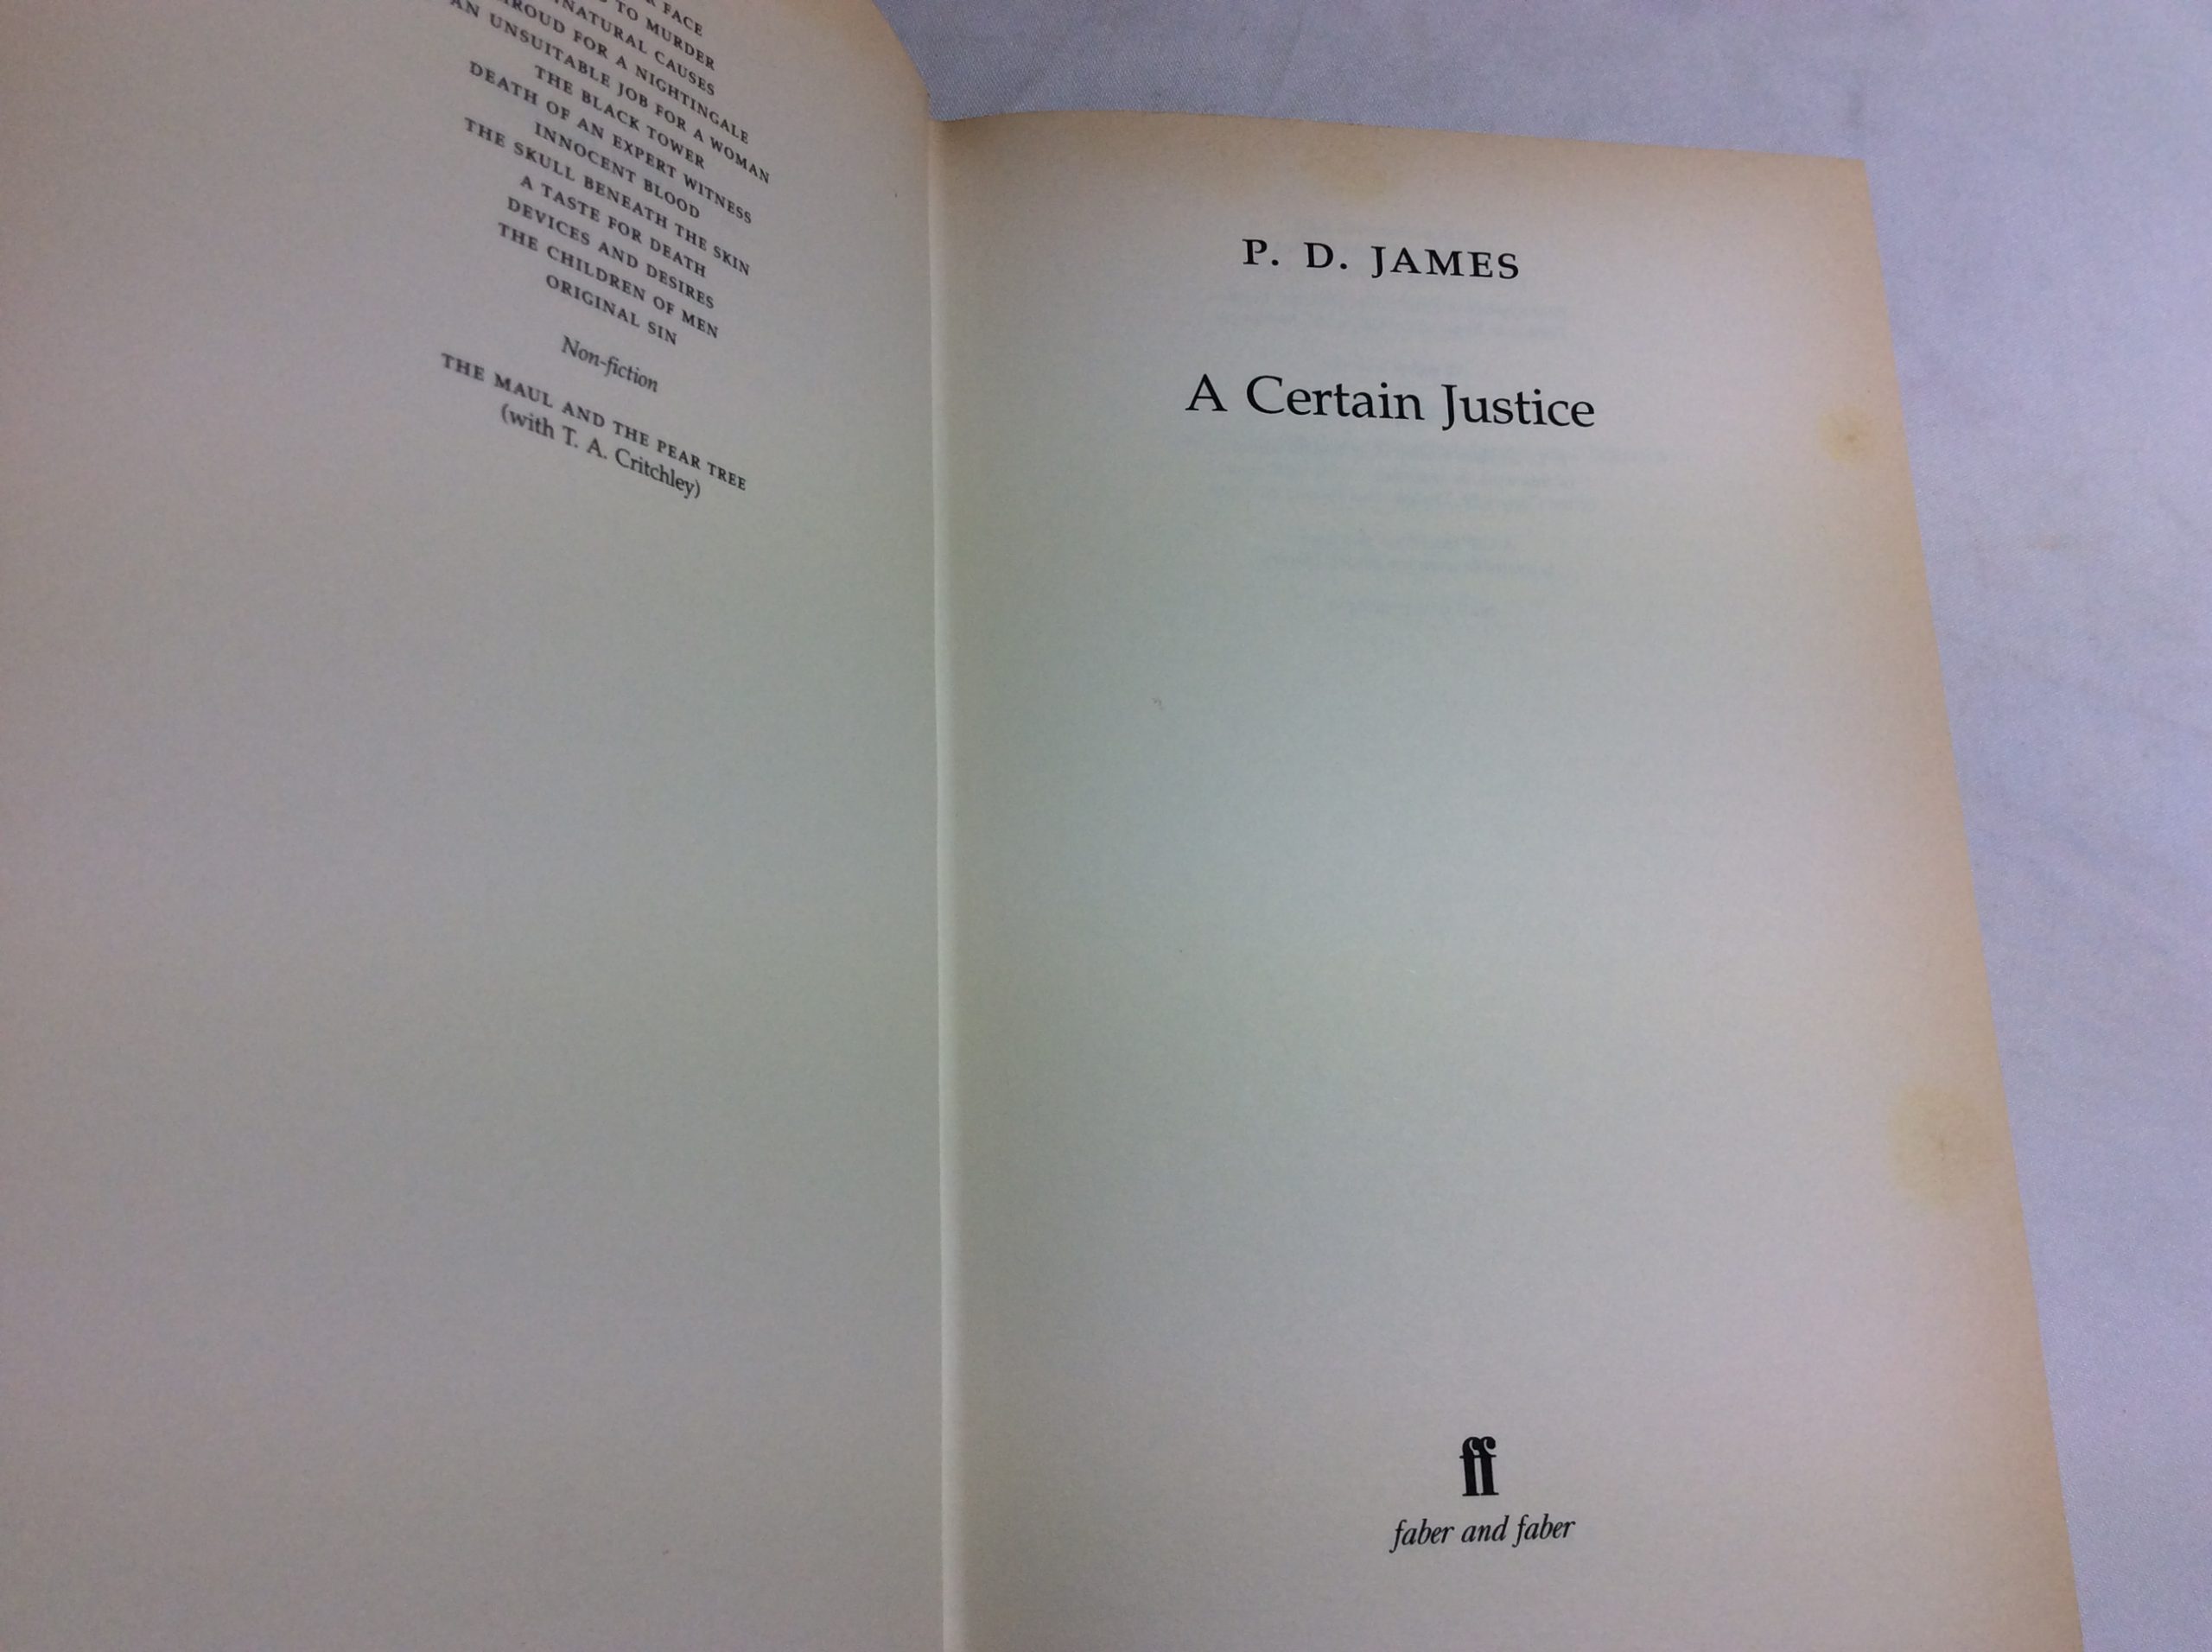 FACE
TO MURDER
NATURAL CAUSES
FOR A NIGHTINGALE
AN UNSUITABLE JOB FOR A WOMAN
THE BLACK TOWER
DEATH OF AN EXPERT WITNESS
INNOCENT BLOOD
THE SKULL BENEATH THE SKIN
A TASTE FOR DEATH
DEVICES AND DESIRES
THE CHILDREN OF MEN
ORIGINAL SIN
Non-fiction
THE MAUL AND THE PEAR TREE
(with T. A. Critchley)
P. D. JAMES
A Certain Justice
ff
faber and faber